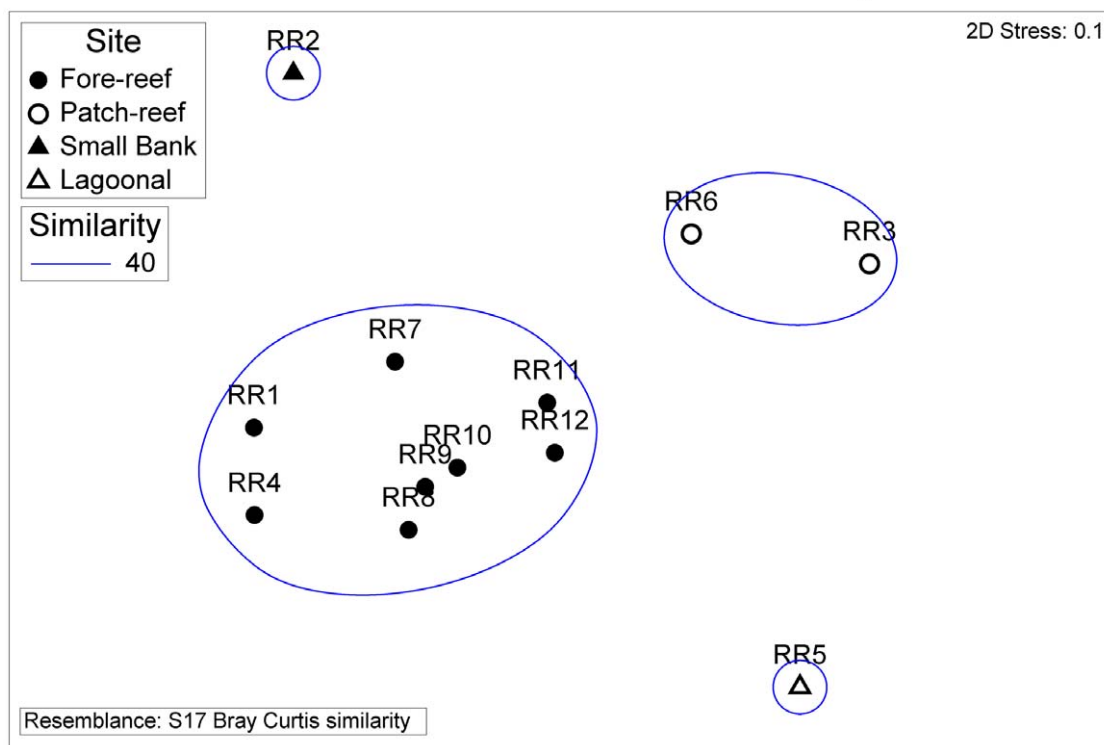 RR2
2D Stress: 0.1
Site
Fore-reef
Patch-reef
Small Bank
Lagoonal
Similarity
40
RR6
RR3
RR7
RR11
RR1
RR12
RR10
RR9
RR4
RR8
RR5
Resemblance: S17 Bray Curtis similarity